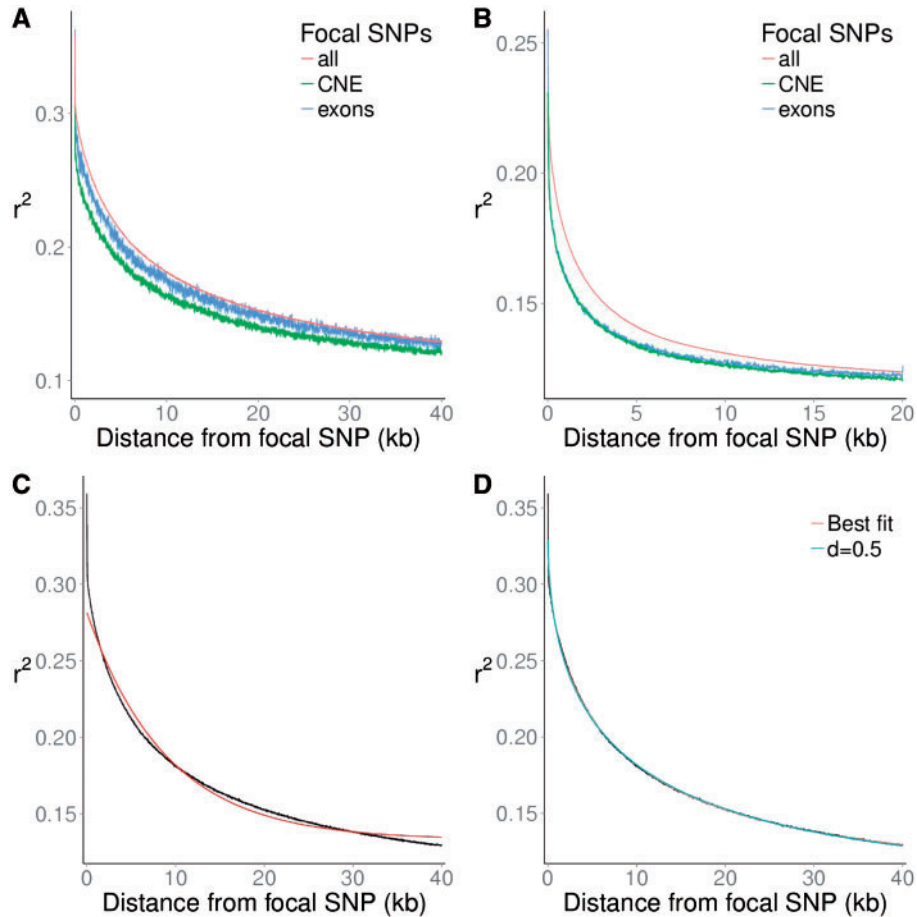 A
Focal SNPs
all
CNE
exons
0.3
0.2
0.1
r²
0
10
20
30
40
Distance from focal SNP (kb)
B
Focal SNPs
all
CNE
exons
0.25
0.20
0.15
r²
0
5
10
15
20
Distance from focal SNP (kb)
C
0.35
0.30
0.25
0.20
0.15
r²
0
10
20
30
40
Distance from focal SNP (kb)
D
Best fit
d=0.5
0.35
0.30
0.25
0.20
0.15
r²
0
10
20
30
40
Distance from focal SNP (kb)